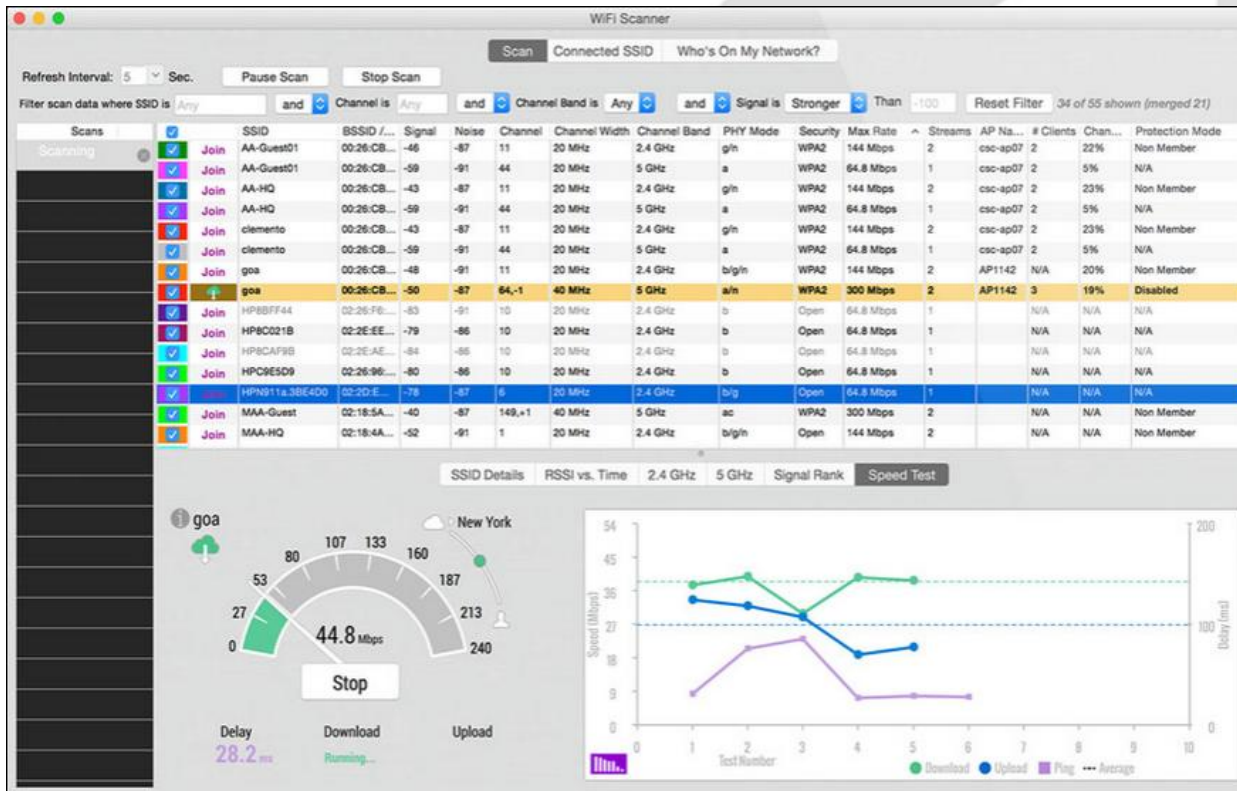 WiFi Scanner
Scan Connected SSID Who's On My Network?
Refresh Interval: 5 Sec. Pause Scan Stop Scan
Filter scan data where SSID is Any and Channel is Any and Channel Band is Any and Signal is Stronger Than -100 Reset Filter 34 of 55 shown (merged 21)
Scans SSID BSSID /... Signal Noise Channel Channel Width Channel Band PHY Mode Security Max Rate Streams AP Na... # Clients Chan... Protection Mode
Scanning Join AA-Guest01 00:26:CB... -46 -87 11 20 MHz 2.4 GHz g/n WPA2 144 Mbps 2 csc-ap07 2 22% Non Member
Join AA-Guest01 00:26:CB... -59 -91 44 20 MHz 5 GHz a WPA2 64.8 Mbps 1 csc-ap07 2 5% N/A
Join AA-HQ 00:26:CB... -43 -87 11 20 MHz 2.4 GHz g/n WPA2 144 Mbps 2 csc-ap07 2 23% Non Member
Join AA-HQ 00:26:CB... -59 -91 44 20 MHz 5 GHz a WPA2 64.8 Mbps 1 csc-ap07 2 5% N/A
Join clemento 00:26:CB... -43 -87 11 20 MHz 2.4 GHz g/n WPA2 144 Mbps 2 csc-ap07 2 23% Non Member
Join clemento 00:26:CB... -59 -91 44 20 MHz 5 GHz a WPA2 64.8 Mbps 1 csc-ap07 2 5% N/A
Join goa 00:26:CB... -48 -91 11 20 MHz 2.4 GHz b/g/n WPA2 144 Mbps 2 AP1142 N/A 20% Non Member
goa 00:26:CB... -50 -87 64,-1 40 MHz 5 GHz a/n WPA2 300 Mbps 2 AP1142 3 19% Disabled
Join HP8BFF44 02:26:F6:... -83 -91 10 20 MHz 2.4 GHz b Open 64.8 Mbps 1 N/A N/A N/A
Join HP8C021B 02:2E:EE... -79 -86 10 20 MHz 2.4 GHz b Open 64.8 Mbps 1 N/A N/A N/A
Join HP8CAF9B 02:2E:AE... -84 -86 10 20 MHz 2.4 GHz b Open 64.8 Mbps 1 N/A N/A N/A
Join HPC9E5D9 02:26:96:... -80 -86 10 20 MHz 2.4 GHz b Open 64.8 Mbps 1 N/A N/A N/A
Join HPN911a.3BE4D0 02:2D:E... -78 -87 6 20 MHz 2.4 GHz b/g Open 64.8 Mbps 1 N/A N/A N/A
Join MAA-Guest 02:18:5A... -40 -87 149,+1 40 MHz 5 GHz ac WPA2 300 Mbps 2 N/A N/A Non Member
Join MAA-HQ 02:18:4A... -52 -91 1 20 MHz 2.4 GHz b/g/n Open 144 Mbps 2 N/A N/A Non Member
SSID Details RSSI vs. Time 2.4 GHz 5 GHz Signal Rank Speed Test
goa
New York
0 27 53 80 107 133 160 187 213 240
44.8 Mbps
Stop
Delay Download Upload
28.2 ms Running...
54
45
36
27
18
9
0
Speed (Mbps)
200
100
0
Delay (ms)
0 1 2 3 4 5 6 7 8 9 10
Test Number
Download Upload Ping Average